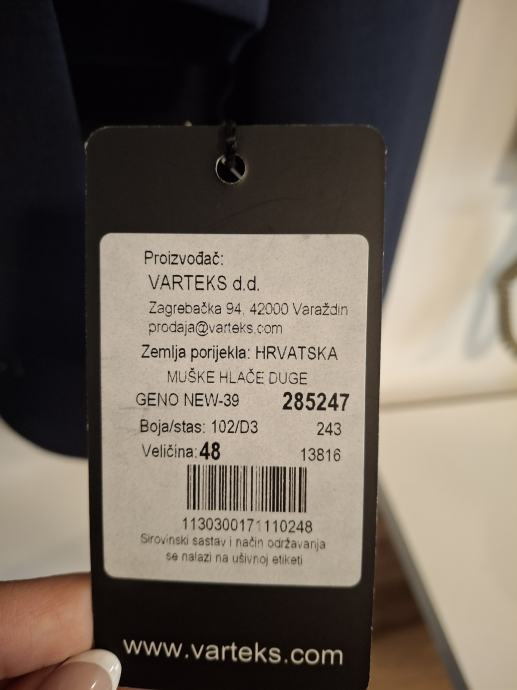 Proizvođač:
VARTEKS d.d.
Zagrebačka 94, 42000 Varaždin
prodaja@varteks.com
Zemlja porijekla: HRVATSKA
MUŠKE HLAČE DUGE
GENO NEW-39 285247
Boja/stas: 102/D3 243
Veličina: 48 13816
1130300171110248
Sirovinski sastav i način održavanja
se nalazi na ušivnoj etiketi
www.varteks.com